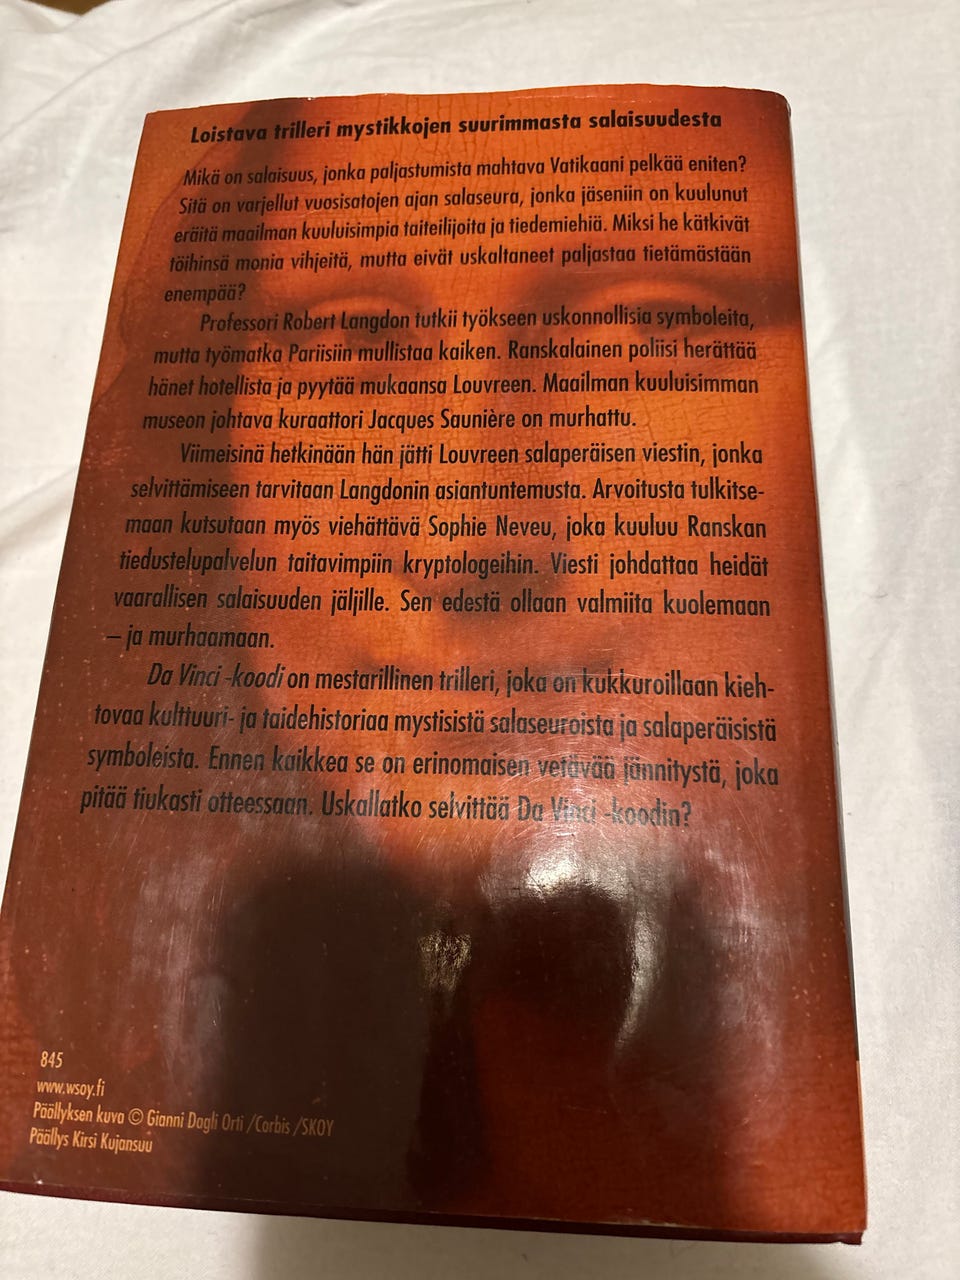 Loistava trilleri mystikkojen suurimmasta salaisuudesta
Mikä on salaisuus, jonka paljastumista mahtava Vatikaani pelkää eniten?
Sitä on varjellut vuosisatojen ajan salaseura, jonka jäseniin on kuulunut
eräitä maailman kuuluisimpia taiteilijoita ja tiedemiehiä. Miksi he kätkivät
töihinsä monia vihjeitä, mutta eivät uskaltaneet paljastaa tietämästään
enempää?
Professori Robert Langdon tutkii työkseen uskonnollisia symboleita,
mutta työmatka Pariisiin mullistaa kaiken. Ranskalainen poliisi herättää
hänet hotellista ja pyytää mukaansa Louvreen. Maailman kuuluisimman
museon johtava kuraattori Jacques Saunière on murhattu.
Viimeisinä hetkinään hän jätti Louvreen salaperäisen viestin, jonka
selvittämiseen tarvitaan Langdonin asiantuntemusta. Arvoitusta tulkitse-
maan kutsutaan myös viehättävä Sophie Neveu, joka kuuluu Ranskan
tiedustelupalvelun taitavimpiin kryptologeihin. Viesti johdattaa heidät
vaarallisen salaisuuden jäljille. Sen edestä ollaan valmiita kuolemaan
– ja murhaamaan.
Da Vinci -koodi on mestarillinen trilleri, joka on kukkuroillaan kieh-
tovaa kulttuuri- ja taidehistoriaa mystisistä salaseuroista ja salaperäisistä
symboleista. Ennen kaikkea se on erinomaisen vetävää jännitystä, joka
pitää tiukasti otteessaan. Uskallatko selvittää Da Vinci -koodin?
845
www.wsoy.fi
Päällyksen kuva © Gianni Dagli Orti /Corbis /SKOY
Päällys Kirsi Kujansuu